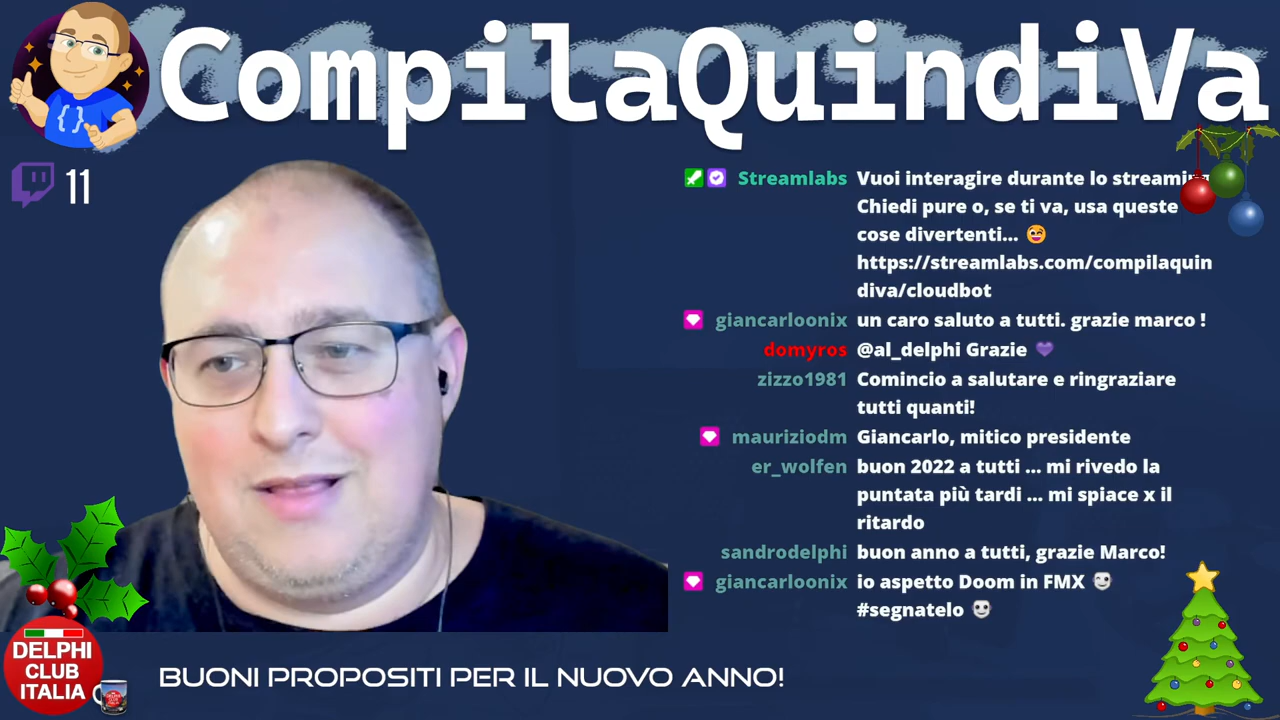 CompilaQuindiVa
{ }
11
Streamlabs Vuoi interagire durante lo streaming
Chiedi pure o, se ti va, usa queste
cose divertenti...
https://streamlabs.com/compilaquin
diva/cloudbot
giancarloonix un caro saluto a tutti. grazie marco !
domyros @al_delphi Grazie
zizzo1981 Comincio a salutare e ringraziare
tutti quanti!
mauriziodm Giancarlo, mitico presidente
er_wolfen buon 2022 a tutti ... mi rivedo la
puntata più tardi ... mi spiace x il
ritardo
sandrodelphi buon anno a tutti, grazie Marco!
giancarloonix io aspetto Doom in FMX
#segnatelo
DELPHI
CLUB
ITALIA
BUONI PROPOSITI PER IL NUOVO ANNO!